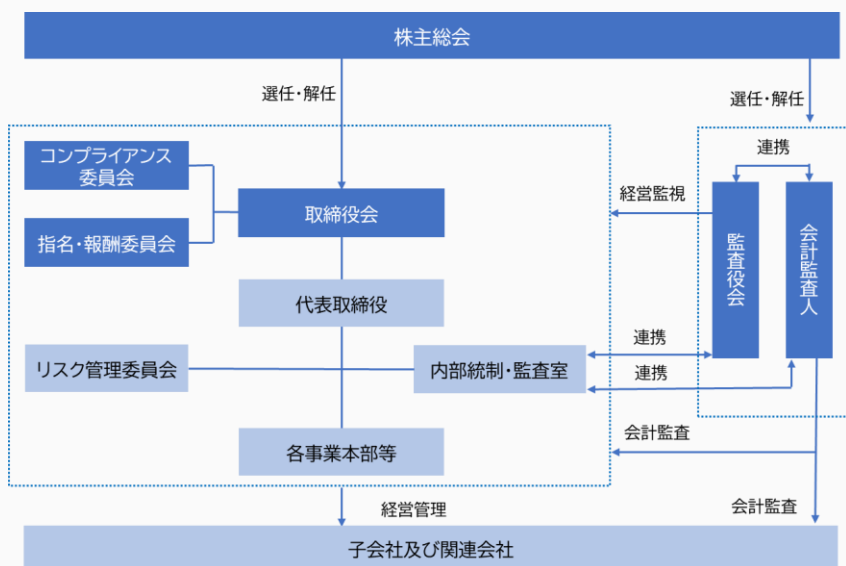 株主総会
選任・解任
選任・解任
コンプライアンス
委員会
連携
取締役会
経営監視
指名・報酬委員会
監査役会
会計監査人
代表取締役
連携
リスク管理委員会
内部統制・監査室
連携
会計監査
各事業本部等
経営管理
会計監査
子会社及び関連会社